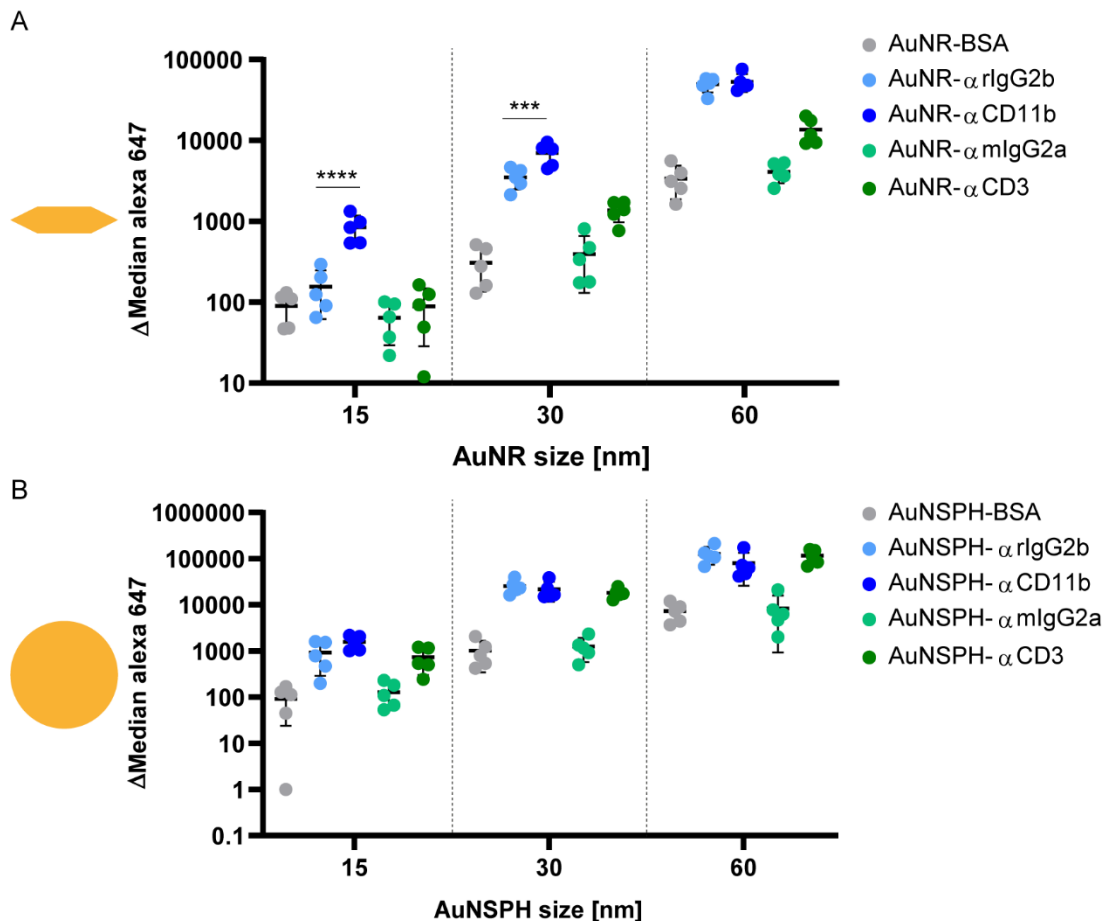 A
ΔMedian alexa 647
100000
10000
1000
100
10
****
***
15
30
60
AuNR size [nm]
AuNR-BSA
AuNR-αrIgG2b
AuNR-αCD11b
AuNR-αmIgG2a
AuNR-αCD3
B
ΔMedian alexa 647
1000000
100000
10000
1000
100
10
1
0.1
15
30
60
AuNSPH size [nm]
AuNSPH-BSA
AuNSPH-αrIgG2b
AuNSPH-αCD11b
AuNSPH-αmIgG2a
AuNSPH-αCD3